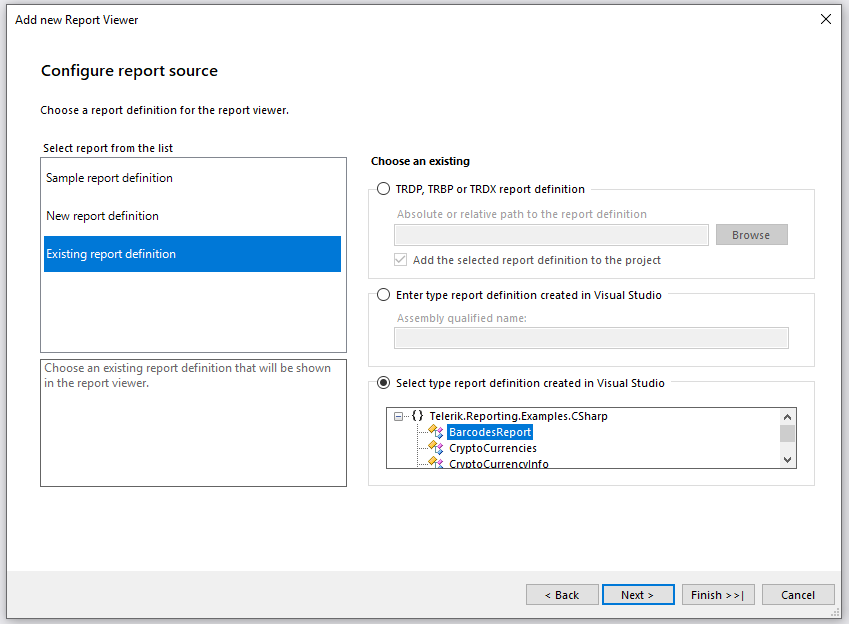 Add new Report Viewer
Configure report source
Choose a report definition for the report viewer.
Select report from the list
Sample report definition
New report definition
Existing report definition
Choose an existing report definition that will be shown
in the report viewer.
Choose an existing
TRDP, TRBP or TRDX report definition
Absolute or relative path to the report definition
Browse
Add the selected report definition to the project
Enter type report definition created in Visual Studio
Assembly qualified name:
Select type report definition created in Visual Studio
{} Telerik.Reporting.Examples.CSharp
BarcodesReport
CryptoCurrencies
CryptoCurrencyInfo
< Back
Next >
Finish >>|
Cancel